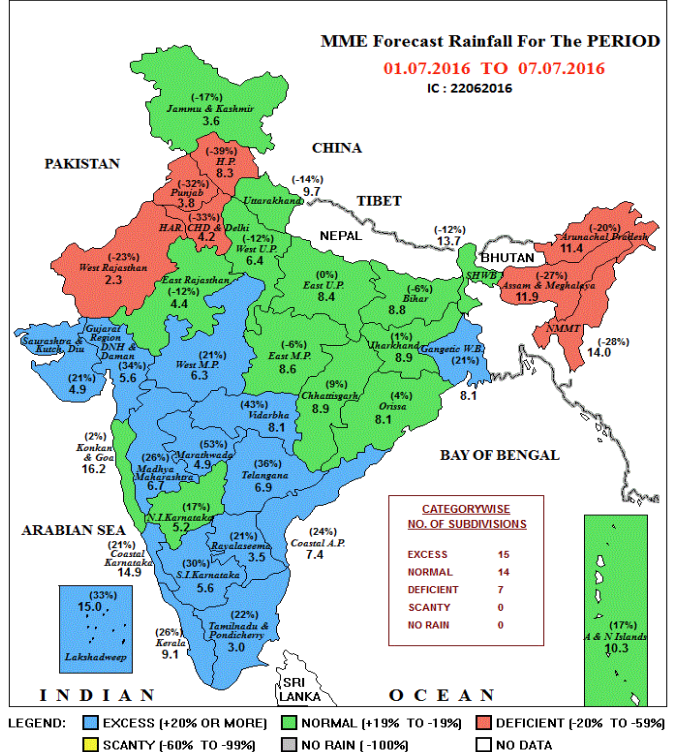 MME Forecast Rainfall For The PERIOD
01.07.2016 TO 07.07.2016
IC : 22062016
(-17%)
Jammu & Kashmir
3.6
CHINA
PAKISTAN
(-39%)
H.P.
8.3
(-32%)
Punjab
3.8
(-14%)
9.7
Uttarakhand
TIBET
(-33%)
HAR. CHD & Delhi
4.2
NEPAL
(-12%)
West U.P.
6.4
(-12%)
13.7
BHUTAN
(-20%)
Arunachal Pradesh
11.4
(-23%)
West Rajasthan
2.3
East Rajasthan
(-12%)
4.4
(0%)
East U.P.
8.4
(-6%)
Bihar
8.8
SHWB
(-27%)
Assam & Meghalaya
11.9
NMMT
(-28%)
14.0
Saurashtra &
Kutch, Diu
(21%)
4.9
Gujarat
Region
DNH &
Daman
(34%)
5.6
(21%)
West M.P.
6.3
(-6%)
East M.P.
8.6
(1%)
Jharkhand
8.9
Gangetic W.B.
(21%)
8.1
(9%)
Chhattisgarh
8.9
(4%)
Orissa
8.1
(43%)
Vidarbha
8.1
(2%)
Konkan
& Goa
16.2
(26%)
Madhya
Maharashtra
6.7
(53%)
Marathwada
4.9
(36%)
Telangana
6.9
BAY OF BENGAL
(17%)
N.I.Karnataka
5.2
ARABIAN SEA
(21%)
Coastal
Karnataka
14.9
(21%)
Rayalaseema
3.5
(24%)
Coastal A.P.
7.4
(30%)
S.I.Karnataka
5.6
(33%)
15.0
Lakshadweep
(26%)
Kerala
9.1
(22%)
Tamilnadu &
Pondicherry
3.0
CATEGORYWISE
NO. OF SUBDIVISIONS
EXCESS 15
NORMAL 14
DEFICIENT 7
SCANTY 0
NO RAIN 0
(17%)
A & N Islands
10.3
SRI
LANKA
INDIAN OCEAN
LEGEND: EXCESS (+20% OR MORE) NORMAL (+19% TO -19%) DEFICIENT (-20% TO -59%)
SCANTY (-60% TO -99%) NO RAIN (-100%) NO DATA